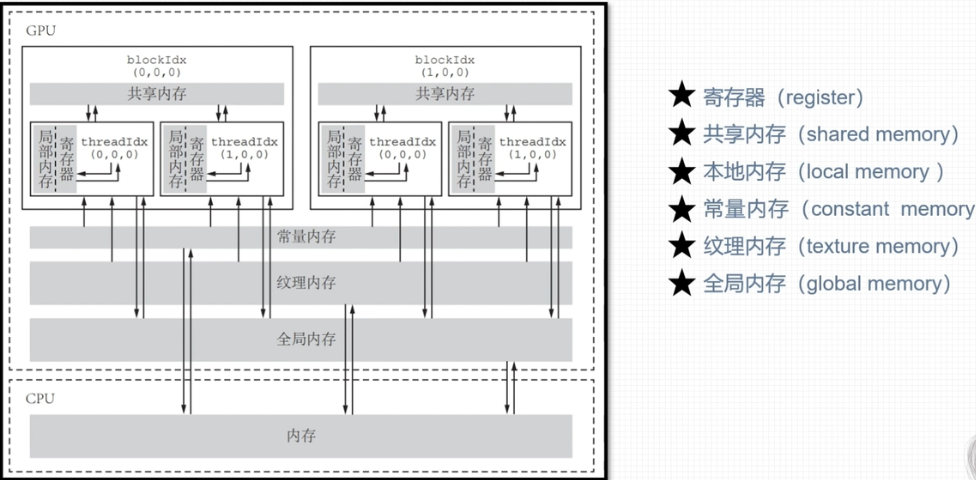 GPU
blockIdx
(0,0,0)
共享内存
局部内存
寄存器
threadIdx
(0,0,0)
局部内存
寄存器
threadIdx
(1,0,0)
blockIdx
(1,0,0)
共享内存
局部内存
寄存器
threadIdx
(0,0,0)
局部内存
寄存器
threadIdx
(1,0,0)
常量内存
纹理内存
全局内存
CPU
内存
★ 寄存器（register）
★ 共享内存（shared memory）
★ 本地内存（local memory ）
★ 常量内存（constant memory
★ 纹理内存（texture memory）
★ 全局内存（global memory）